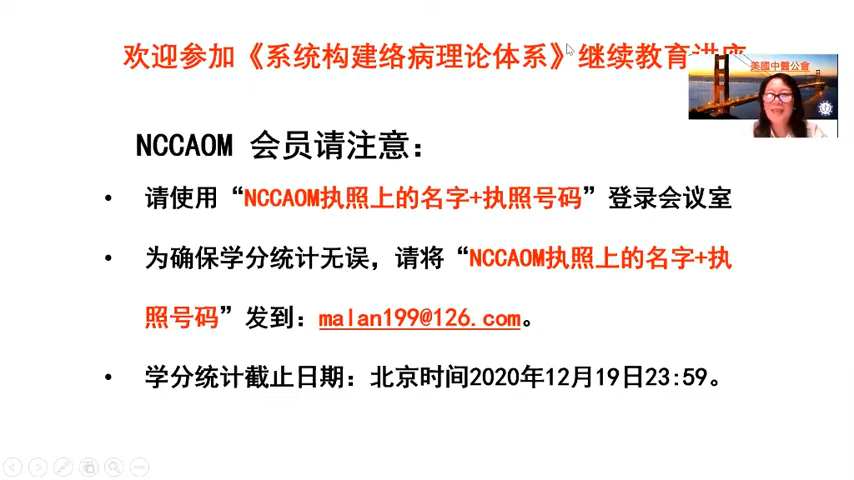 欢迎参加《系统构建络病理论体系》继续教育讲座
美國中醫公會
NCCAOM 会员请注意：
• 请使用“NCCAOM执照上的名字+执照号码”登录会议室
• 为确保学分统计无误，请将“NCCAOM执照上的名字+执
照号码”发到：malan199@126.com。
• 学分统计截止日期：北京时间2020年12月19日23:59。